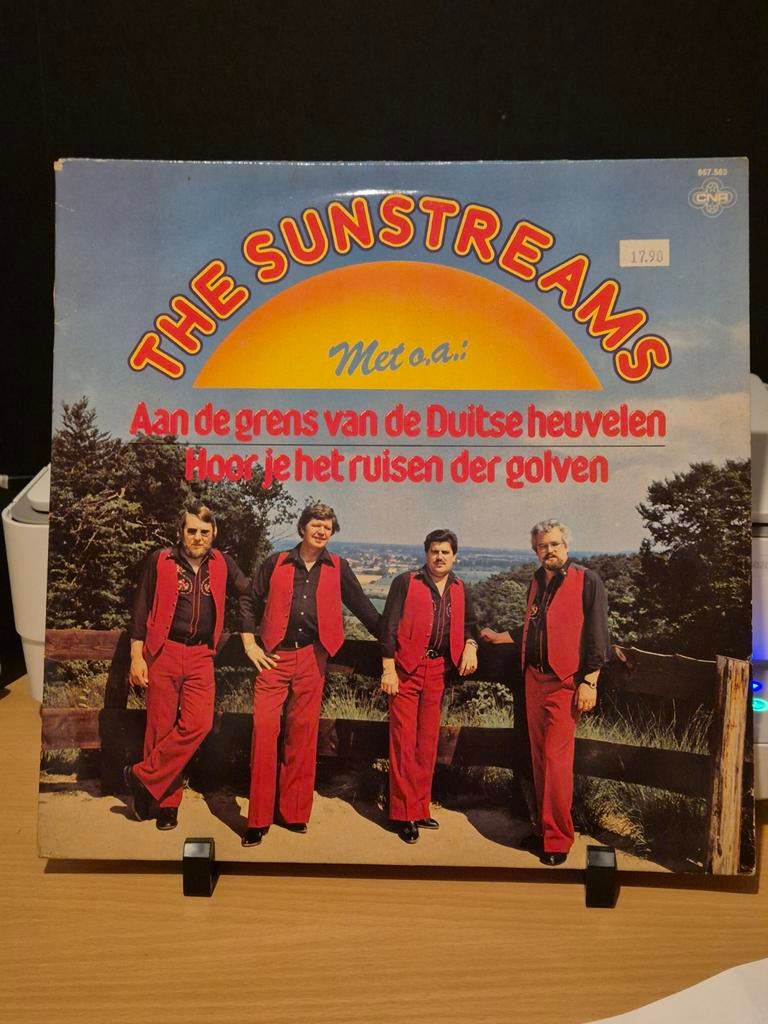 657.563
CNR
THE SUNSTREAMS
17.90
Met o.a.:
Aan de grens van de Duitse heuvelen
Hoor je het ruisen der golven